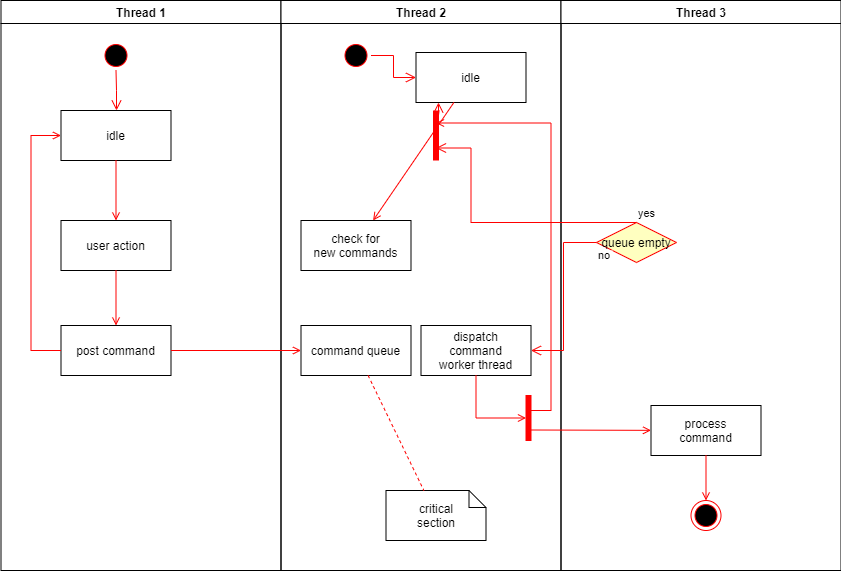 Thread 1
Thread 2
Thread 3
idle
idle
user action
check for
new commands
yes
queue empty
no
post command
command queue
dispatch
command
worker thread
process
command
critical
section